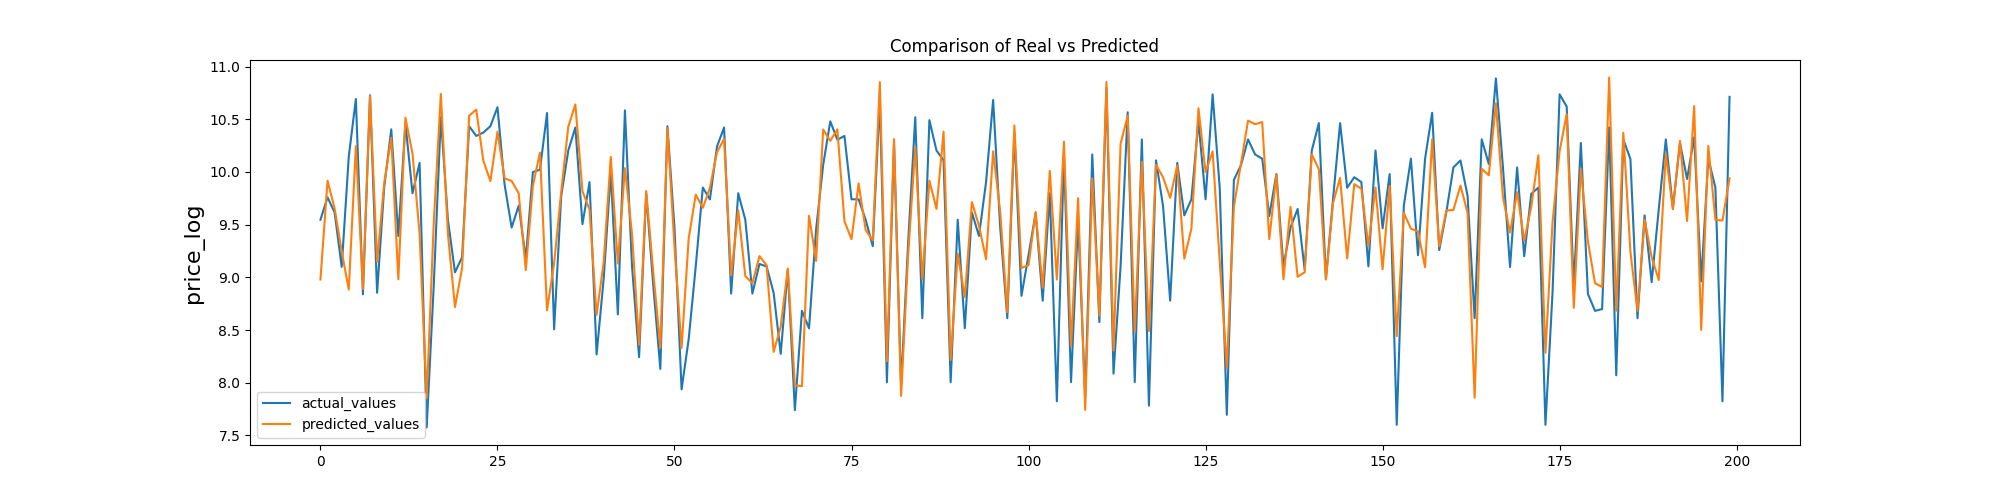 Comparison of Real vs Predicted
price_log
11.0
10.5
10.0
9.5
9.0
8.5
8.0
7.5
actual_values
predicted_values
0 25 50 75 100 125 150 175 200